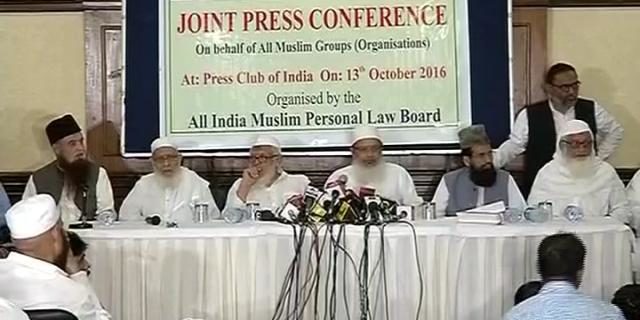 JOINT PRESS CONFERENCE
On behalf of All Muslim Groups (Organisations)
At: Press Club of India On: 13th October 2016
Organised by the
All India Muslim Personal Law Board